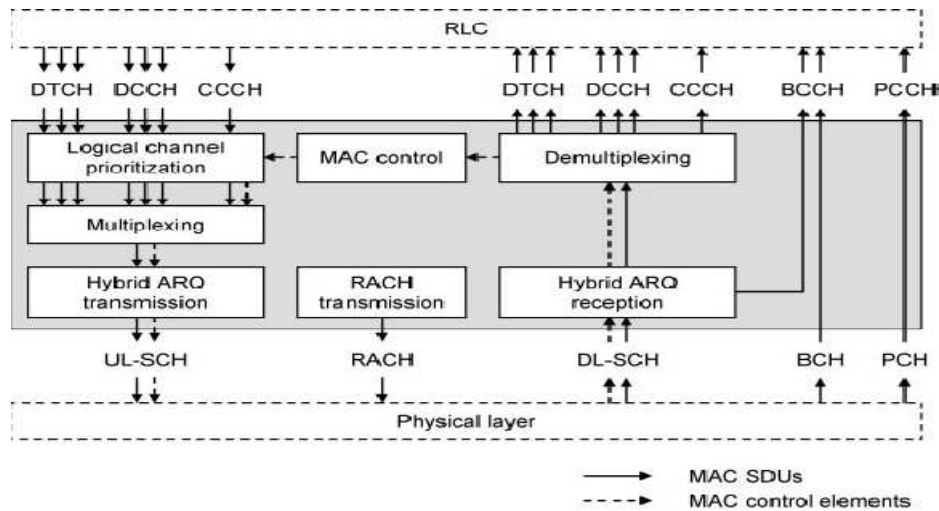 RLC
DTCH DCCH CCCH DTCH DCCH CCCH BCCH PCCH
Logical channel
prioritization
MAC control
Demultiplexing
Multiplexing
Hybrid ARQ
transmission
RACH
transmission
Hybrid ARQ
reception
UL-SCH RACH DL-SCH BCH PCH
Physical layer
MAC SDUs
MAC control elements